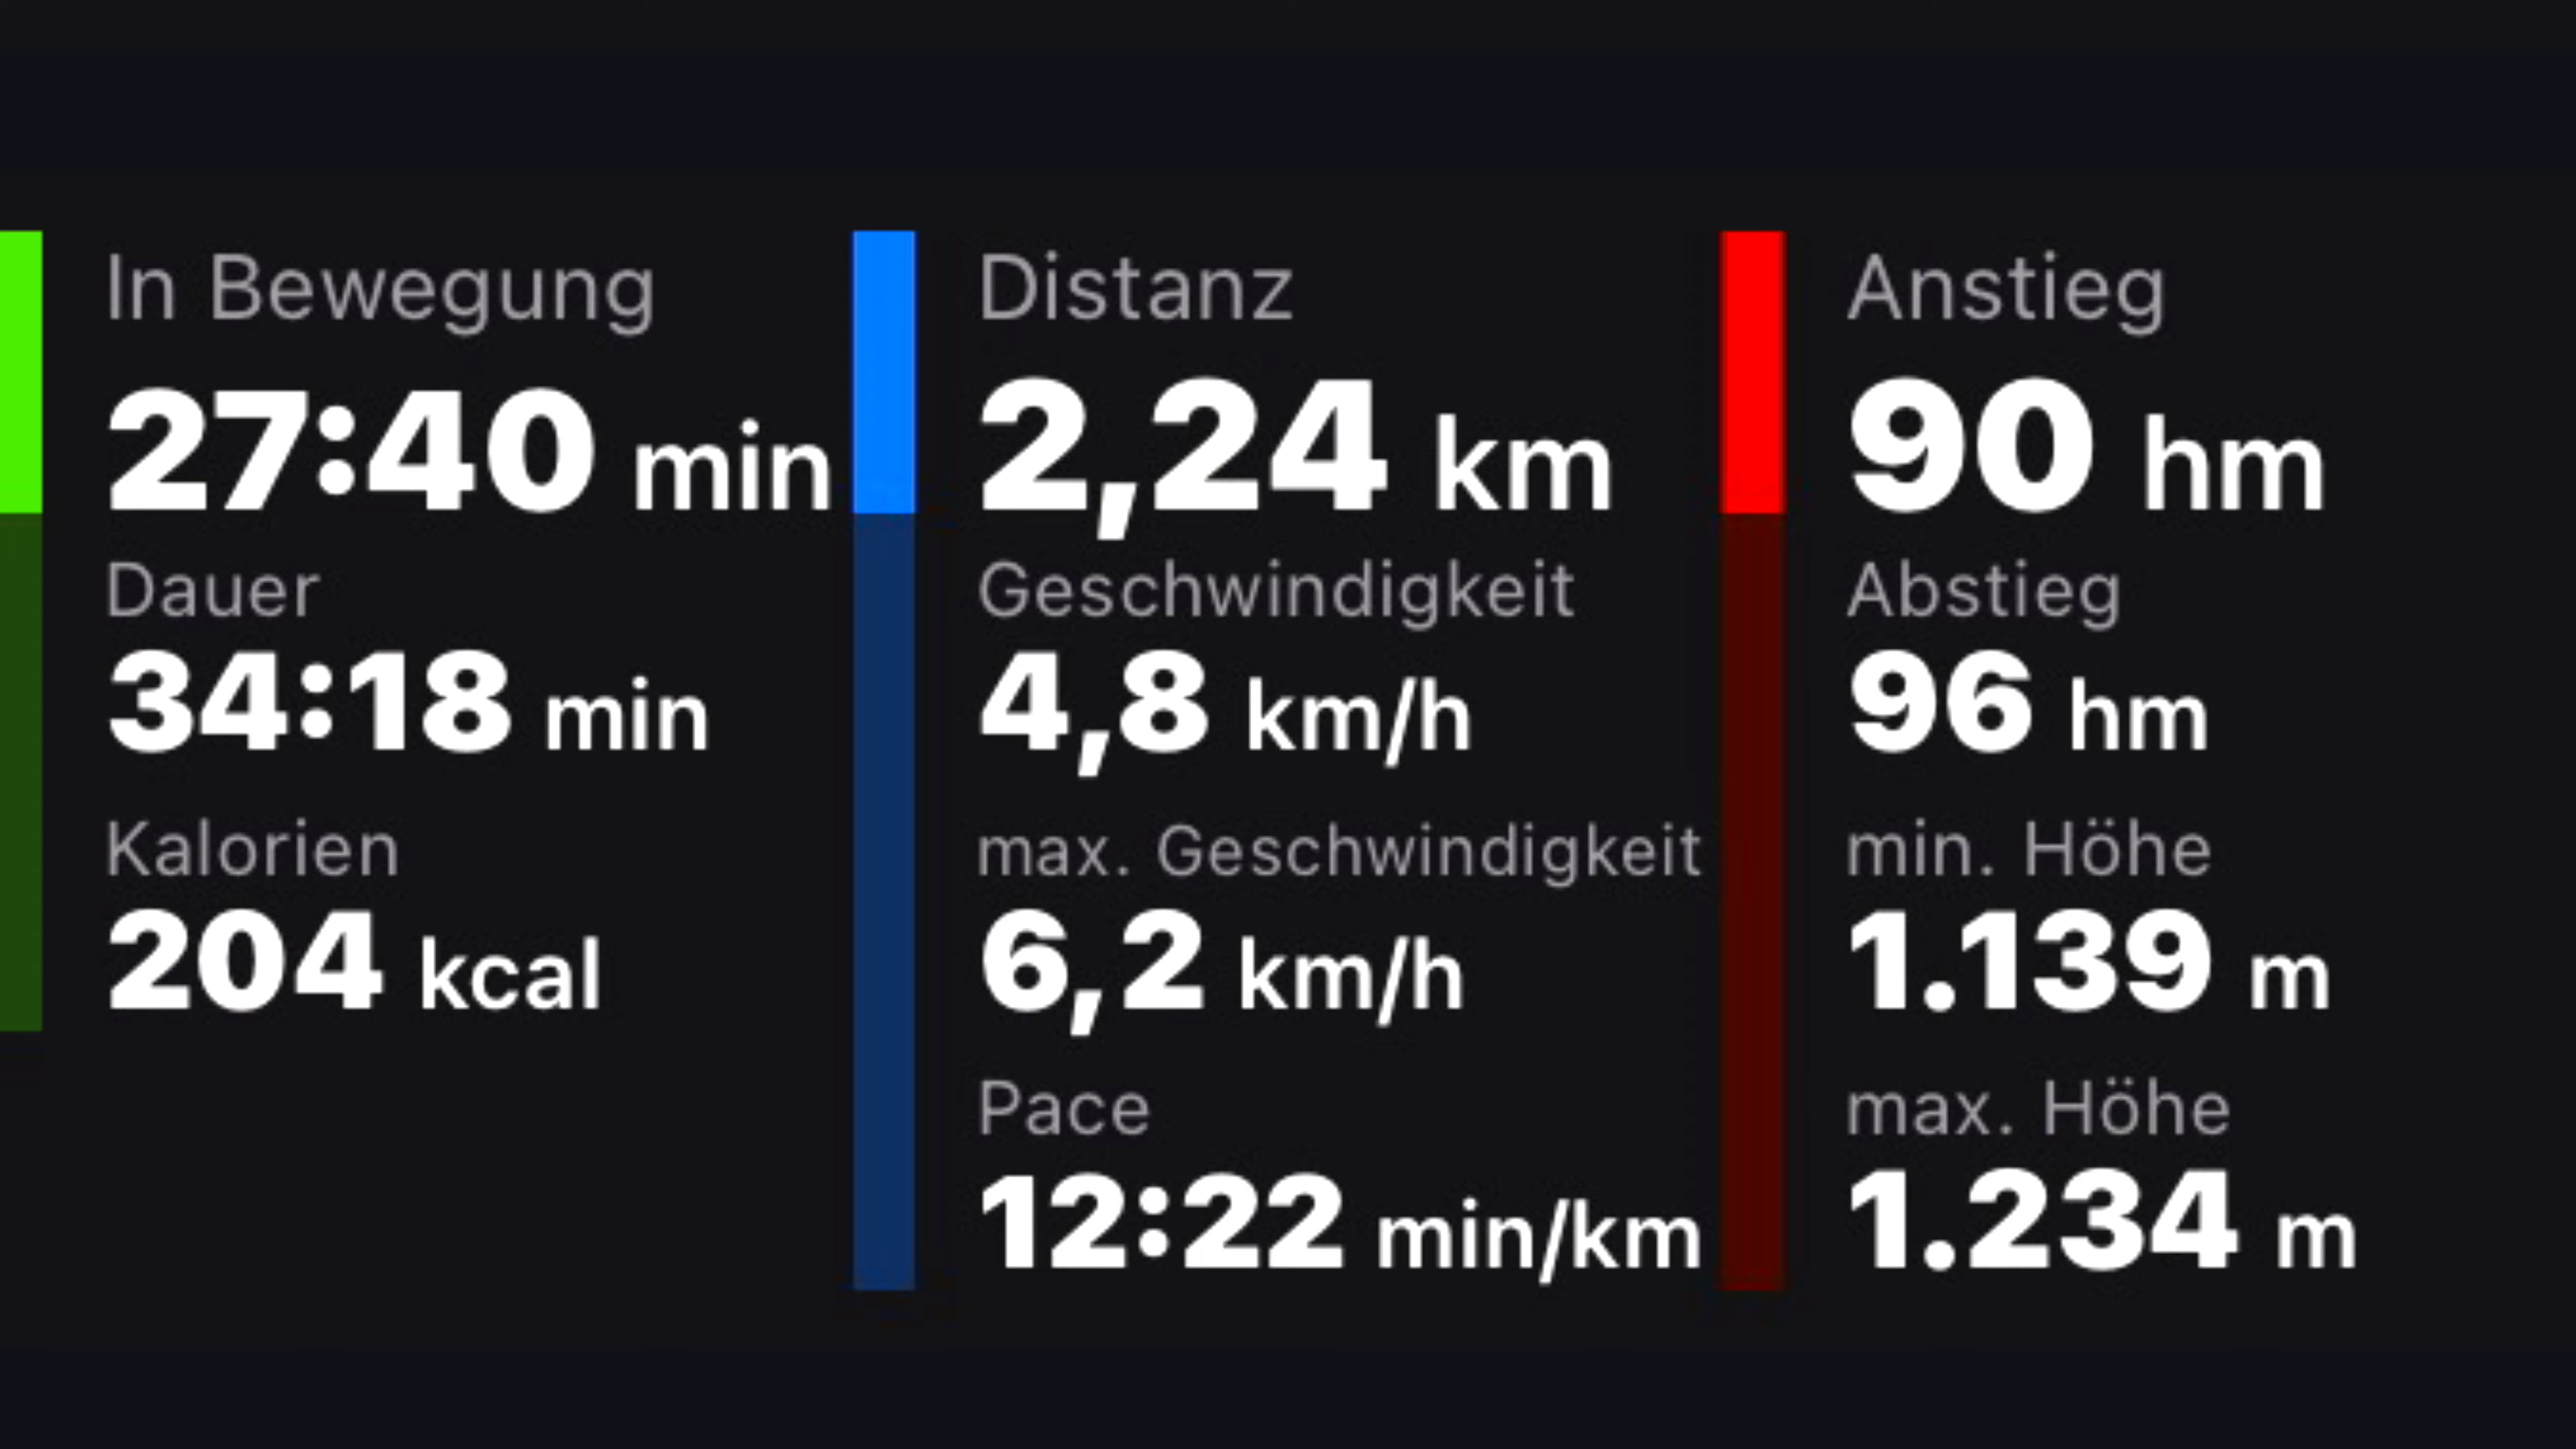 In Bewegung
27:40 min
Dauer
34:18 min
Kalorien
204 kcal
Distanz
2,24 km
Geschwindigkeit
4,8 km/h
max. Geschwindigkeit
6,2 km/h
Pace
12:22 min/km
Anstieg
90 hm
Abstieg
96 hm
min. Höhe
1.139 m
max. Höhe
1.234 m